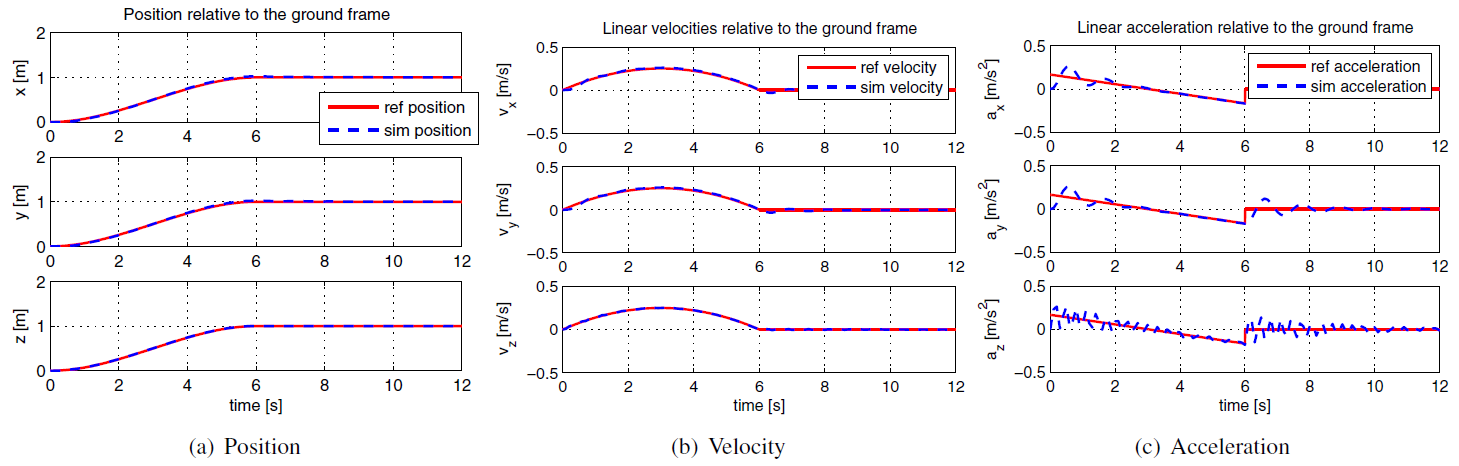 Position relative to the ground frame
2
1
0
x [m]
0 2 4 6 8 10 12
ref position
sim position
2
1
0
y [m]
0 2 4 6 8 10 12
2
1
0
z [m]
0 2 4 6 8 10 12
time [s]
(a) Position
Linear velocities relative to the ground frame
0.5
0
−0.5
v_x [m/s]
0 2 4 6 8 10 12
ref velocity
sim velocity
0.5
0
−0.5
v_y [m/s]
0 2 4 6 8 10 12
0.5
0
−0.5
v_z [m/s]
0 2 4 6 8 10 12
time [s]
(b) Velocity
Linear acceleration relative to the ground frame
0.5
0
−0.5
a_x [m/s²]
0 2 4 6 8 10 12
ref acceleration
sim acceleration
0.5
0
−0.5
a_y [m/s²]
0 2 4 6 8 10 12
0.5
0
−0.5
a_z [m/s²]
0 2 4 6 8 10 12
time [s]
(c) Acceleration